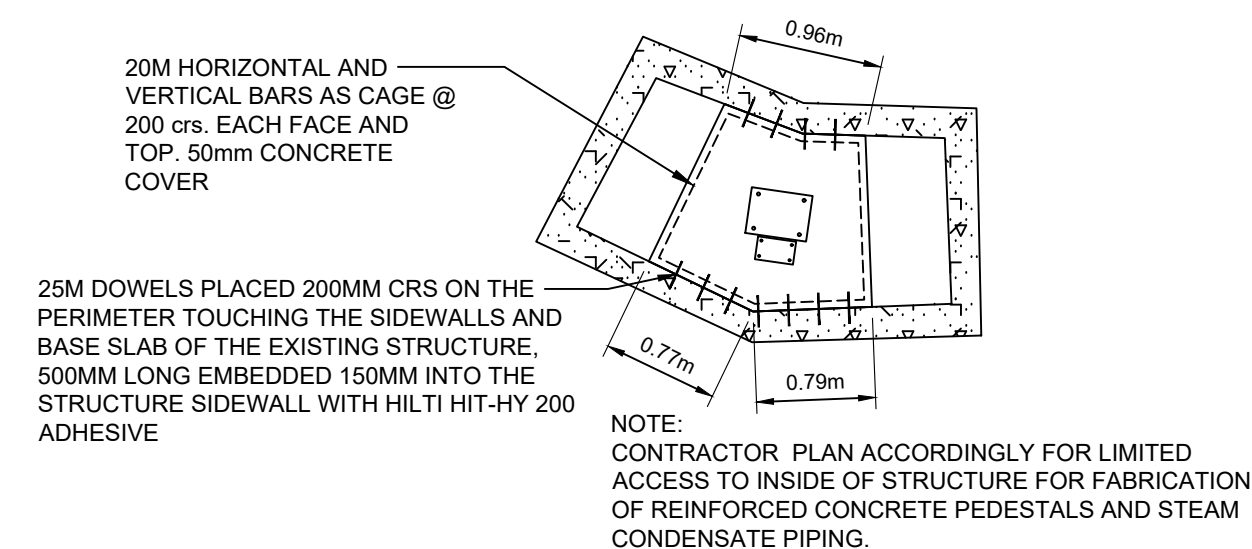 0.96m
20M HORIZONTAL AND
VERTICAL BARS AS CAGE @
200 crs. EACH FACE AND
TOP. 50mm CONCRETE
COVER
25M DOWELS PLACED 200MM CRS ON THE
PERIMETER TOUCHING THE SIDEWALLS AND
BASE SLAB OF THE EXISTING STRUCTURE,
500MM LONG EMBEDDED 150MM INTO THE
STRUCTURE SIDEWALL WITH HILTI HIT-HY 200
ADHESIVE
0.77m
0.79m
NOTE:
CONTRACTOR PLAN ACCORDINGLY FOR LIMITED
ACCESS TO INSIDE OF STRUCTURE FOR FABRICATION
OF REINFORCED CONCRETE PEDESTALS AND STEAM
CONDENSATE PIPING.